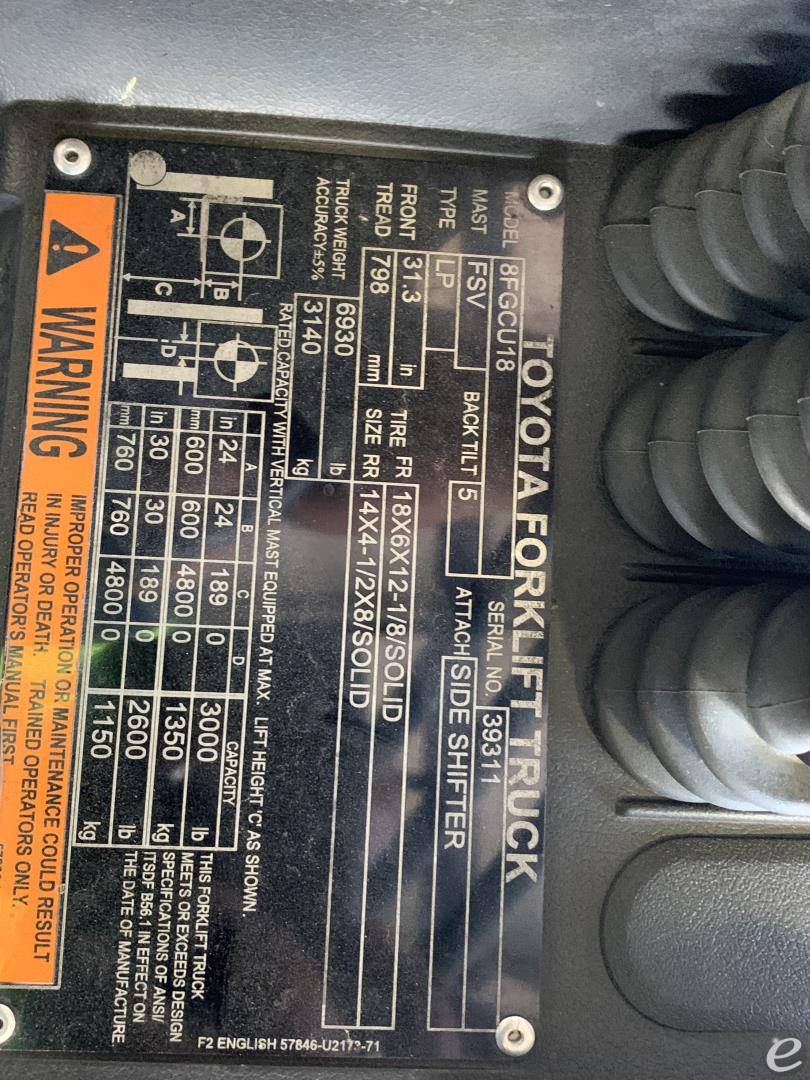 TOYOTA FORKLIFT TRUCK
MODEL 8FGCU18 SERIAL NO. 39311
MAST FSV BACK TILT 5 ATTACH SIDE SHIFTER
TYPE LP
FRONT 31.3 in TIRE FR 18X6X12-1/8/SOLID
TREAD 798 mm SIZE RR 14X4-1/2X8/SOLID
TRUCK WEIGHT 6930 lb
ACCURACY±5% 3140 kg
RATED CAPACITY WITH VERTICAL MAST EQUIPPED AT MAX. LIFT HEIGHT 'C' AS SHOWN.
A B C D
A B C D CAPACITY
in 24 24 189 0 3000 lb
mm 600 600 4800 0 1350 kg
in 30 30 189 0 2600 lb
mm 760 760 4800 0 1150 kg
THIS FORKLIFT TRUCK
MEETS OR EXCEEDS DESIGN
SPECIFICATIONS OF ANSI/
ITSDF B56.1 IN EFFECT ON
THE DATE OF MANUFACTURE
WARNING
IMPROPER OPERATION OR MAINTENANCE COULD RESULT
IN INJURY OR DEATH. TRAINED OPERATORS ONLY.
READ OPERATOR'S MANUAL FIRST
F2 ENGLISH 57846-U2173-71
e